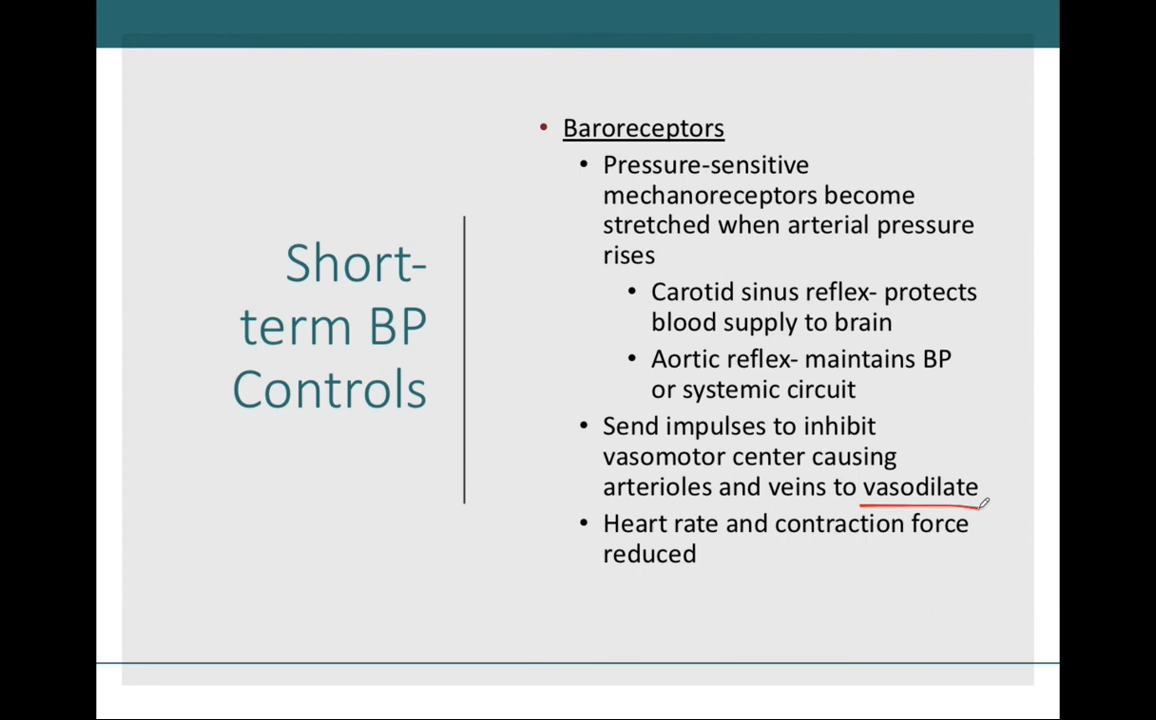 Short-
term BP
Controls
• Baroreceptors
• Pressure-sensitive
mechanoreceptors become
stretched when arterial pressure
rises
• Carotid sinus reflex- protects
blood supply to brain
• Aortic reflex- maintains BP
or systemic circuit
• Send impulses to inhibit
vasomotor center causing
arterioles and veins to vasodilate
• Heart rate and contraction force
reduced